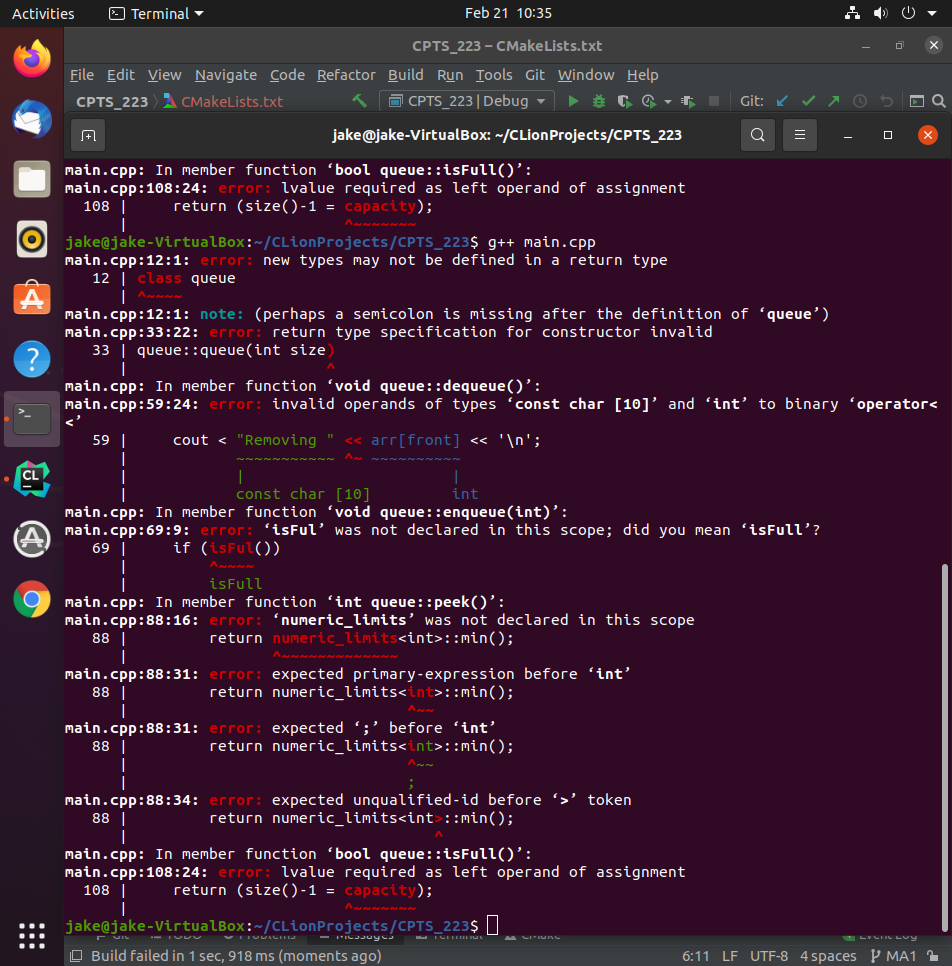 Activities Terminal Feb 21 10:35
CPTS_223 – CMakeLists.txt
File Edit View Navigate Code Refactor Build Run Tools Git Window Help
CPTS_223 CMakeLists.txt CPTS_223 | Debug Git:
jake@jake-VirtualBox: ~/CLionProjects/CPTS_223
main.cpp: In member function ‘bool queue::isFull()’:
main.cpp:108:24: error: lvalue required as left operand of assignment
108 | return (size()-1 = capacity);
| ^~~~~~~~
jake@jake-VirtualBox:~/CLionProjects/CPTS_223$ g++ main.cpp
main.cpp:12:1: error: new types may not be defined in a return type
12 | class queue
| ^~~~~
main.cpp:12:1: note: (perhaps a semicolon is missing after the definition of ‘queue’)
main.cpp:33:22: error: return type specification for constructor invalid
33 | queue::queue(int size)
| ^
main.cpp: In member function ‘void queue::dequeue()’:
main.cpp:59:24: error: invalid operands of types ‘const char [10]’ and ‘int’ to binary ‘operator<
<’
59 | cout < "Removing " << arr[front] << '\n';
| ~~~~~~~~~~~ ^~ ~~~~~~~~~~
| | |
| const char [10] int
main.cpp: In member function ‘void queue::enqueue(int)’:
main.cpp:69:9: error: ‘isFul’ was not declared in this scope; did you mean ‘isFull’?
69 | if (isFul())
| ^~~~~
| isFull
main.cpp: In member function ‘int queue::peek()’:
main.cpp:88:16: error: ‘numeric_limits’ was not declared in this scope
88 | return numeric_limits<int>::min();
| ^~~~~~~~~~~~~~
main.cpp:88:31: error: expected primary-expression before ‘int’
88 | return numeric_limits<int>::min();
| ^~~
main.cpp:88:31: error: expected ‘;’ before ‘int’
88 | return numeric_limits<int>::min();
| ^~~
| ;
main.cpp:88:34: error: expected unqualified-id before ‘>’ token
88 | return numeric_limits<int>::min();
| ^
main.cpp: In member function ‘bool queue::isFull()’:
main.cpp:108:24: error: lvalue required as left operand of assignment
108 | return (size()-1 = capacity);
| ^~~~~~~~
jake@jake-VirtualBox:~/CLionProjects/CPTS_223$
Git TODO Problems Messages Terminal CMake Event Log
Build failed in 1 sec, 918 ms (moments ago) 6:11 LF UTF-8 4 spaces MA1